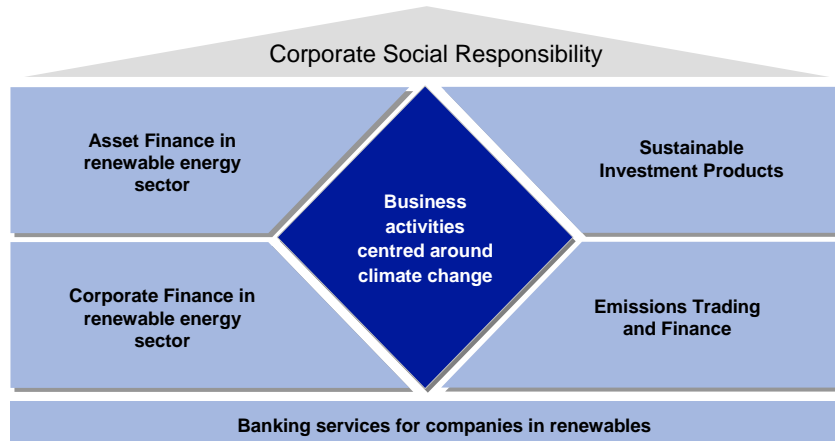 Corporate Social Responsibility
Asset Finance in
renewable energy
sector
Sustainable
Investment Products
Business
activities
centred around
climate change
Corporate Finance in
renewable energy
sector
Emissions Trading
and Finance
Banking services for companies in renewables